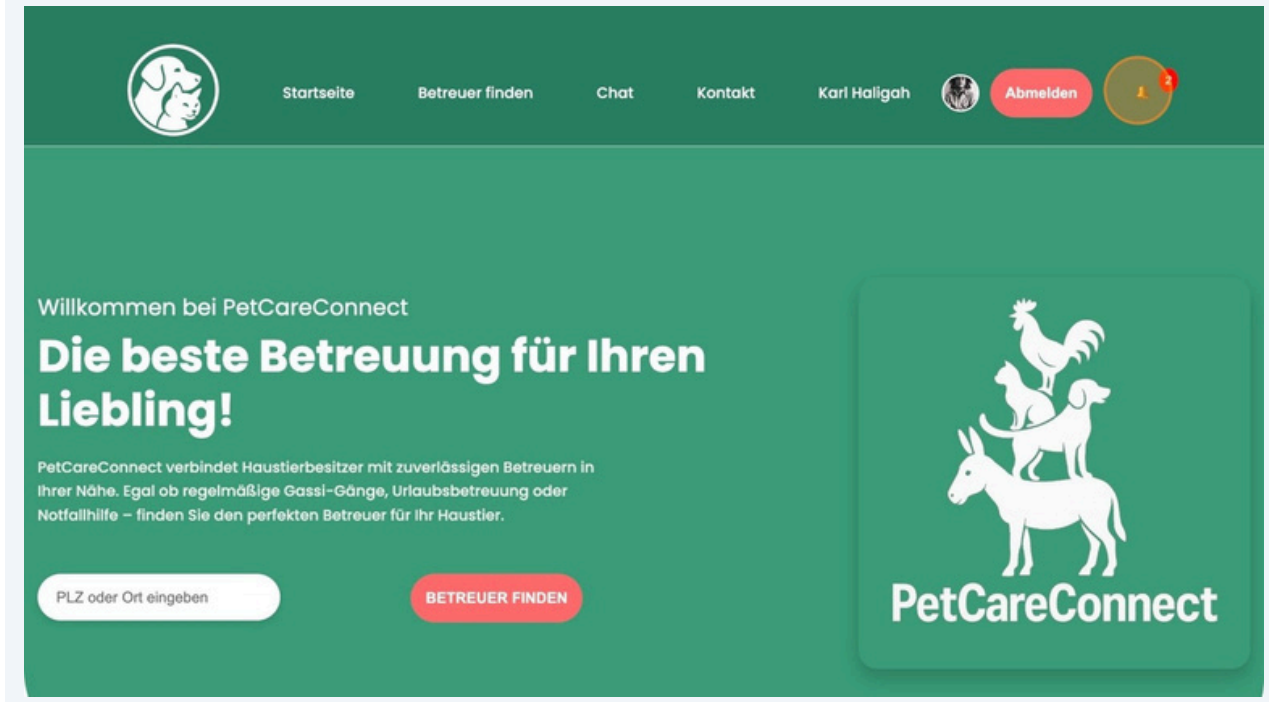 Startseite
Betreuer finden
Chat
Kontakt
Karl Haligah
Abmelden
2
Willkommen bei PetCareConnect
Die beste Betreuung für Ihren
Liebling!
PetCareConnect verbindet Haustierbesitzer mit zuverlässigen Betreuern in
Ihrer Nähe. Egal ob regelmäßige Gassi-Gänge, Urlaubsbetreuung oder
Notfallhilfe – finden Sie den perfekten Betreuer für Ihr Haustier.
PLZ oder Ort eingeben
BETREUER FINDEN
PetCareConnect